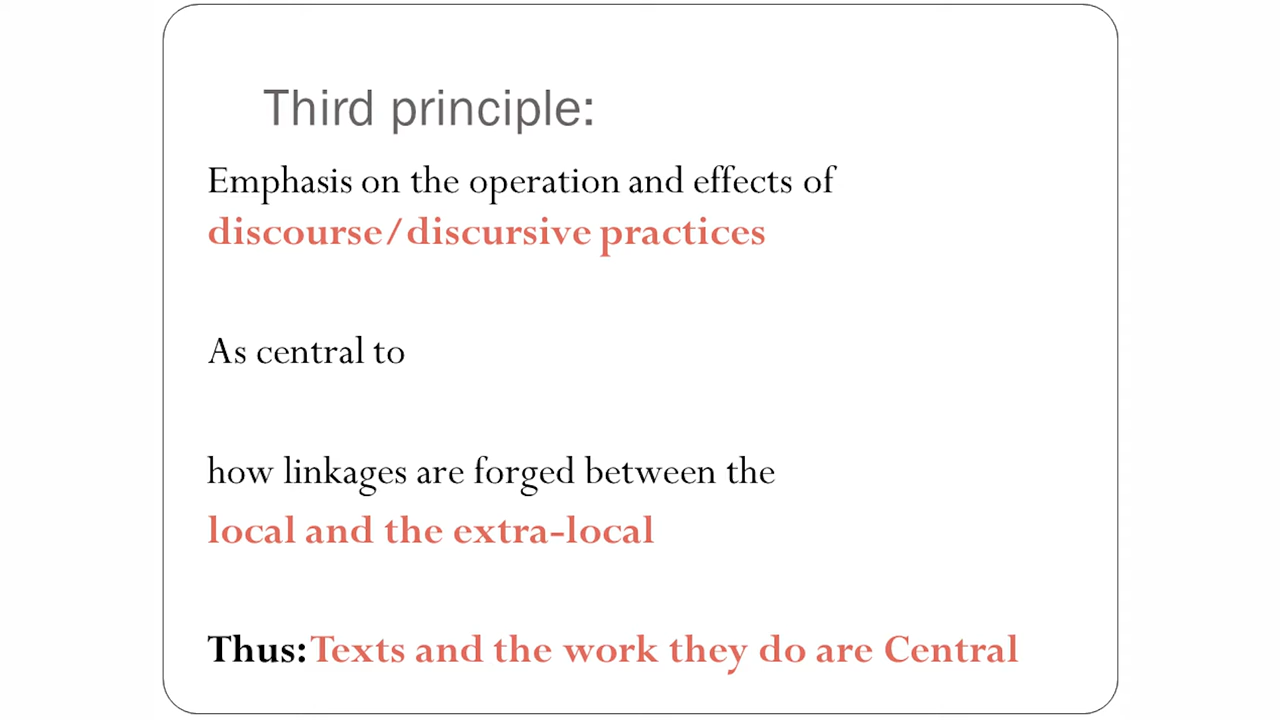 Third principle:
Emphasis on the operation and effects of
discourse/discursive practices
As central to
how linkages are forged between the
local and the extra-local
Thus: Texts and the work they do are Central